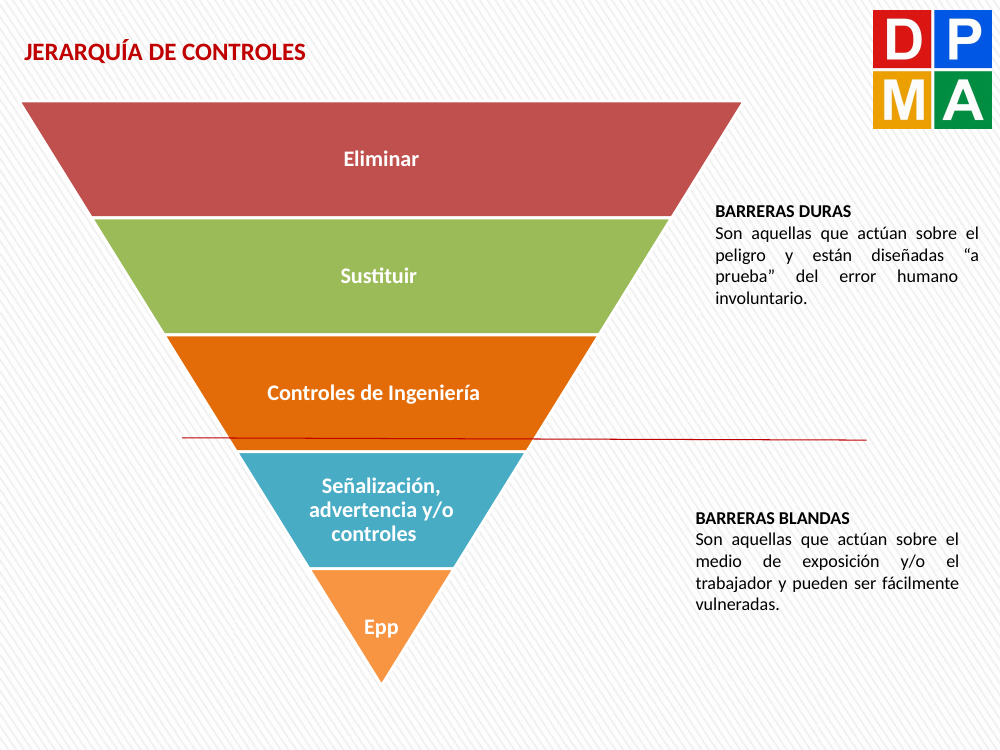 JERARQUÍA DE CONTROLES
D P
M A
Eliminar
Sustituir
Controles de Ingeniería
Señalización,
advertencia y/o
controles
Epp
BARRERAS DURAS
Son aquellas que actúan sobre el
peligro y están diseñadas “a
prueba” del error humano
involuntario.
BARRERAS BLANDAS
Son aquellas que actúan sobre el
medio de exposición y/o el
trabajador y pueden ser fácilmente
vulneradas.